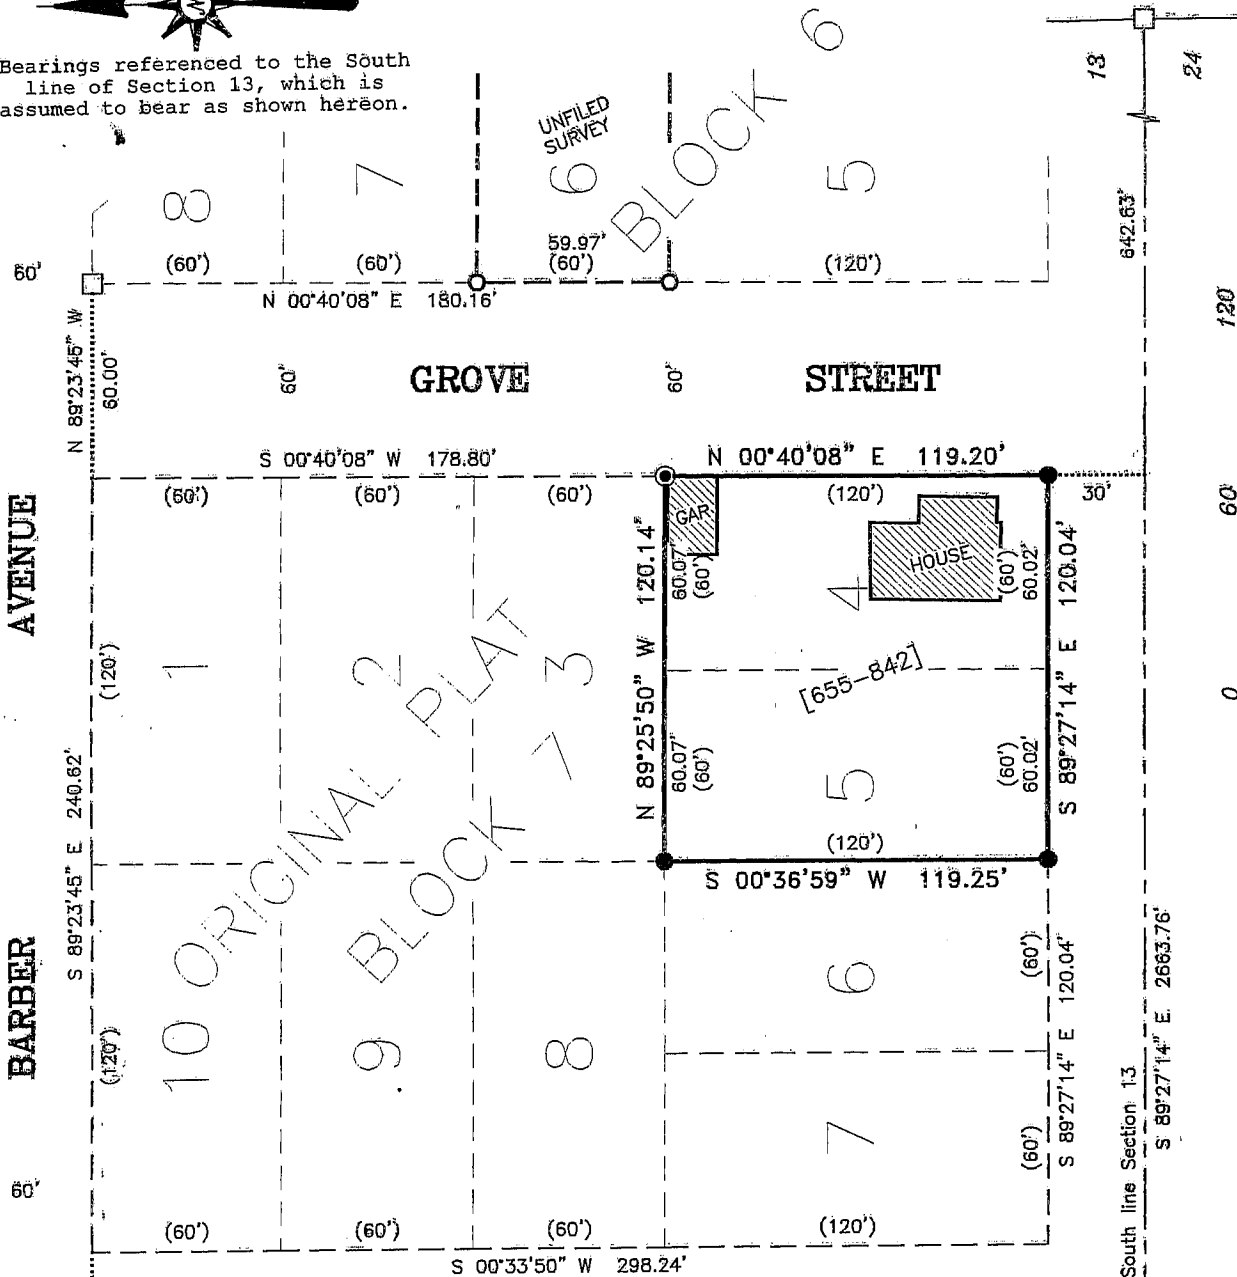 N
Bearings referenced to the South
line of Section 13, which is
assumed to bear as shown hereon.
BLOCK 6
UNFILED
SURVEY
8
7
6
5
13
24
642.63'
60'
(60')
(60')
59.97'
(60')
(120')
N 00°40'08" E 180.16'
N 89°23'45" W
60.00'
60'
GROVE
60'
STREET
120
S 00°40'08" W 178.80'
N 00°40'08" E 119.20'
(60')
(60')
(60')
(120')
30'
60
GAR
HOUSE
N 89°25'50" W 120.14'
60.07'
(60')
(60')
60.02'
S 89°27'14" E 120.04'
4
AVENUE
(120')
1
2
3
[655-842]
0
ORIGINAL PLAT
BLOCK 7
60.07'
(60')
(60')
60.02'
5
S 89°23'45" E 240.62'
(120')
S 00°36'59" W 119.25'
BARBER
(120')
10
9
8
6
(60')
S 89°27'14" E 120.04'
7
(60')
South line Section 13
S 89°27'14" E 2663.76'
60'
(60')
(60')
(60')
(120')
S 00°33'50" W 298.24'